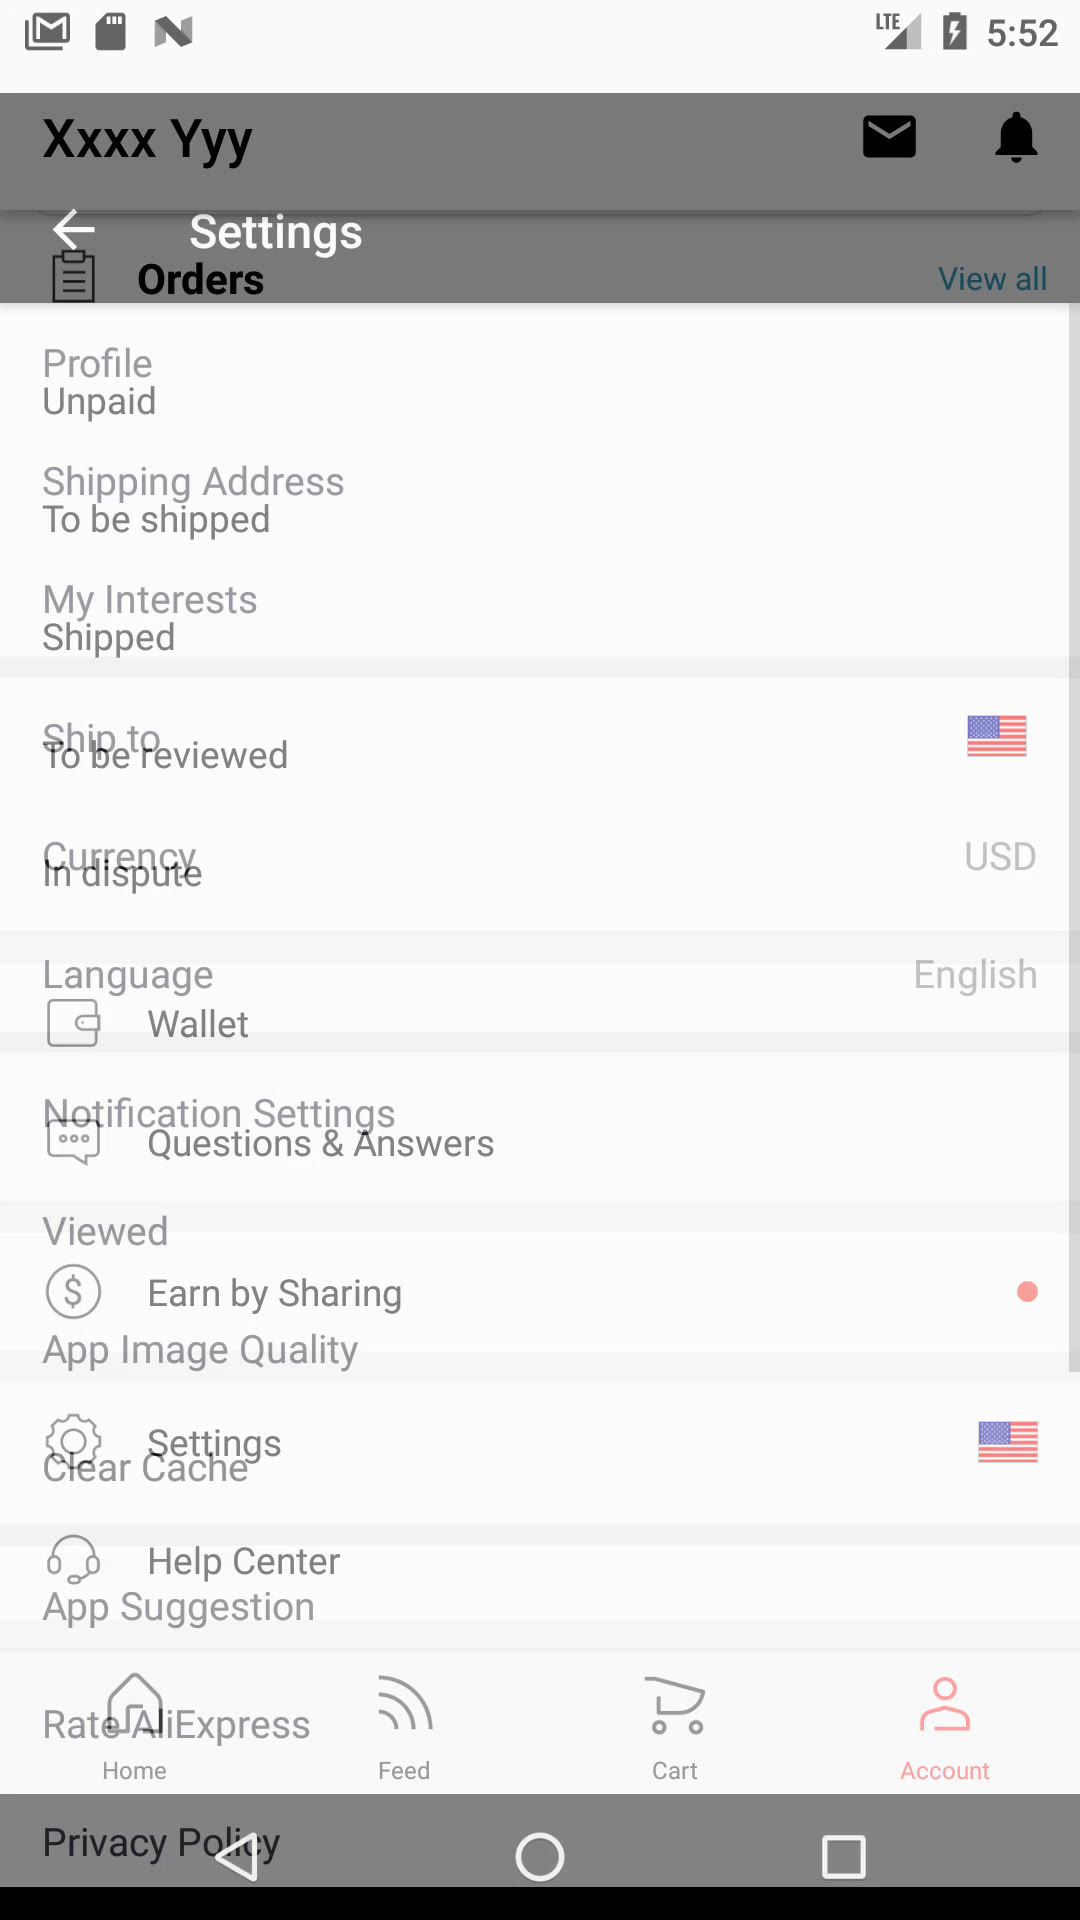 LTE 5:52
Xxxx Yyy
Settings
Orders View all
Profile
Unpaid
Shipping Address
To be shipped
My Interests
Shipped
Ship to
To be reviewed
Currency USD
In dispute
Language English
Wallet
Notification Settings
Questions & Answers
Viewed
Earn by Sharing
App Image Quality
Settings
Clear Cache
Help Center
App Suggestion
Rate AliExpress
Home Feed Cart Account
Privacy Policy